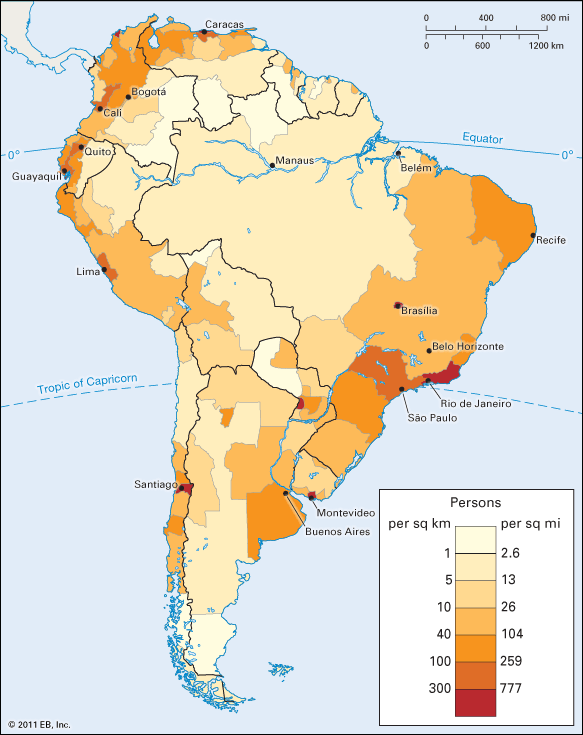 Caracas
0 400 800 mi
0 600 1200 km
Bogotá
Cali
Equator
0°
0°
Quito
Manaus
Belém
Guayaquil
Recife
Lima
Brasília
Belo Horizonte
Tropic of Capricorn
Rio de Janeiro
São Paulo
Santiago
Montevideo
Buenos Aires
Persons
per sq km per sq mi
1 2.6
5 13
10 26
40 104
100 259
300 777
© 2011 EB, Inc.